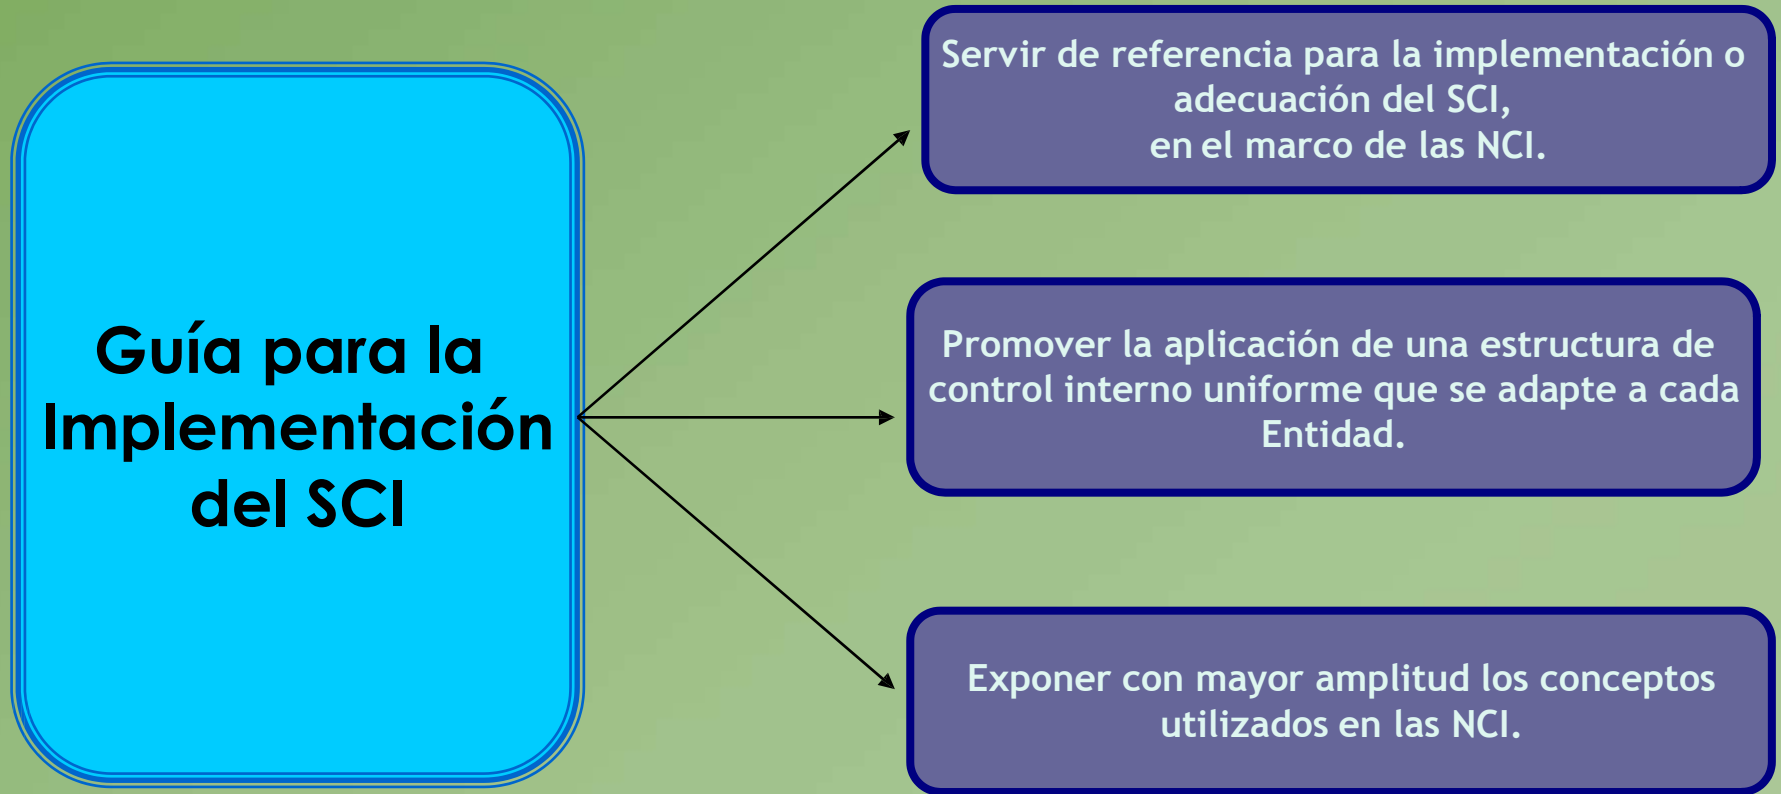 Guía para la
Implementación
del SCI
Servir de referencia para la implementación o
adecuación del SCI,
en el marco de las NCI.
Promover la aplicación de una estructura de
control interno uniforme que se adapte a cada
Entidad.
Exponer con mayor amplitud los conceptos
utilizados en las NCI.